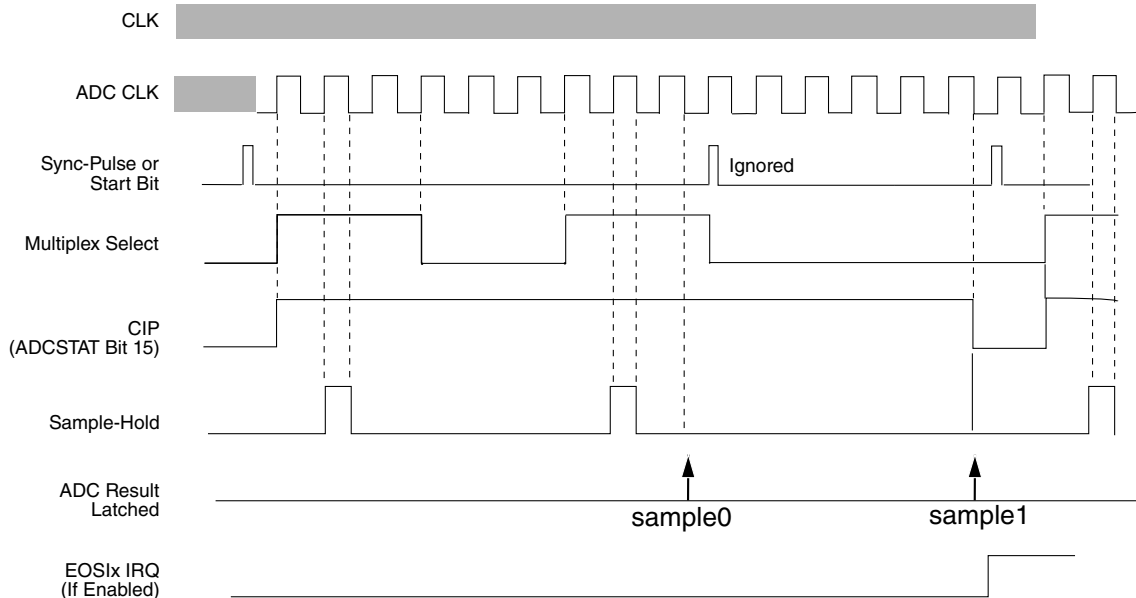 CLK
ADC CLK
Sync-Pulse or
Start Bit
Ignored
Multiplex Select
CIP
(ADCSTAT Bit 15)
Sample-Hold
ADC Result
Latched
sample0
sample1
EOSIx IRQ
(If Enabled)